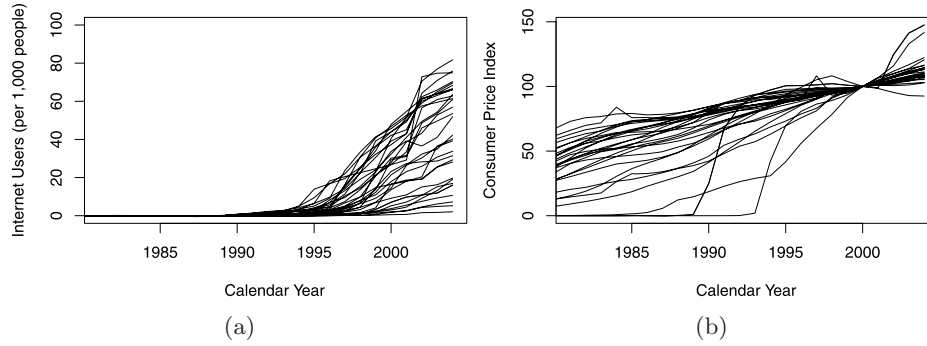 Internet Users (per 1,000 people)
100
80
60
40
20
0
1985 1990 1995 2000
Calendar Year
(a)
Consumer Price Index
150
100
50
0
1985 1990 1995 2000
Calendar Year
(b)